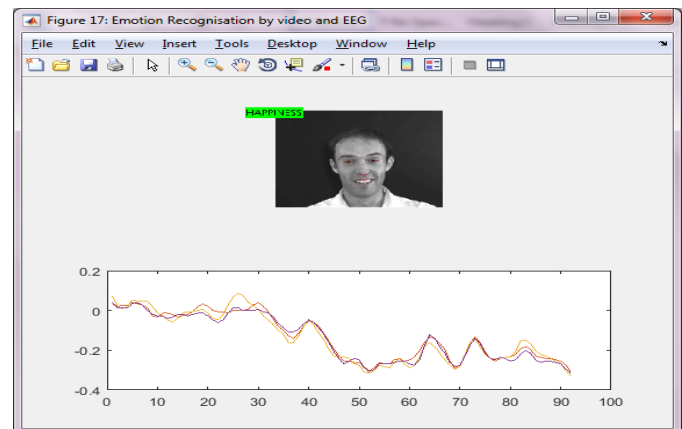 Figure 17: Emotion Recognisation by video and EEG
File Edit View Insert Tools Desktop Window Help
HAPPINESS
0.2
0
-0.2
-0.4
0 10 20 30 40 50 60 70 80 90 100